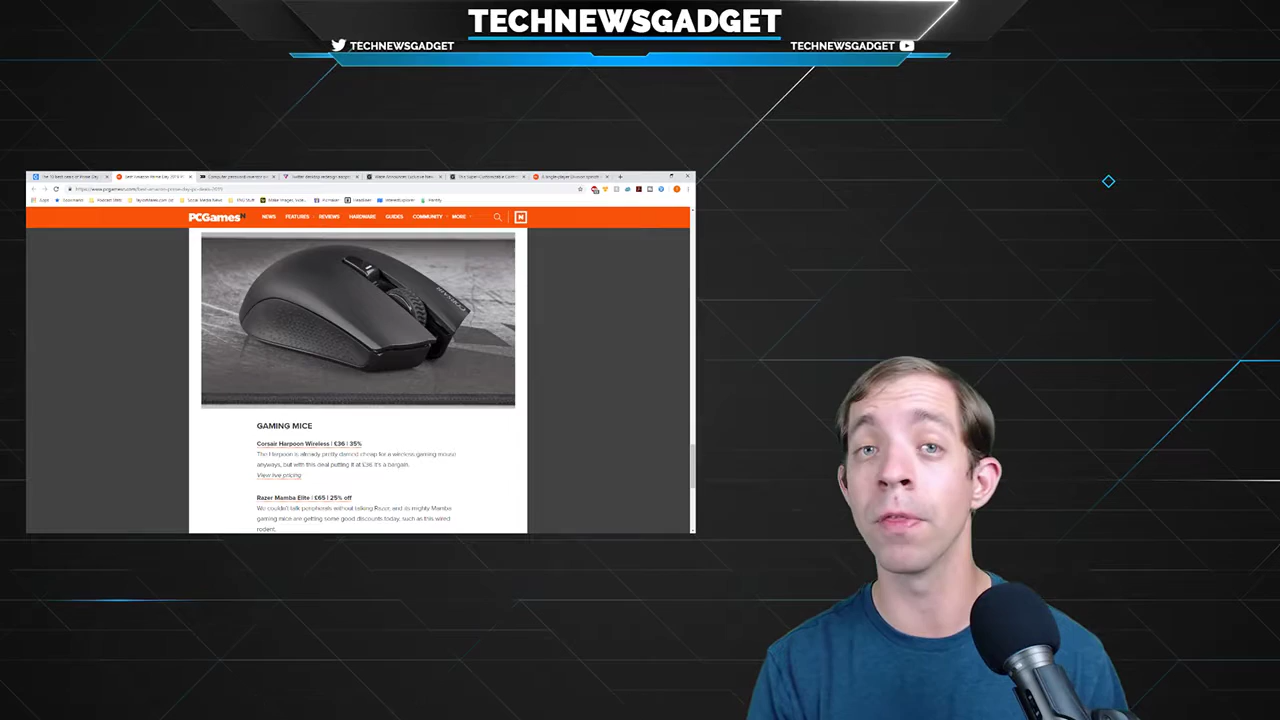 TECHNEWSGADGET
TECHNEWSGADGET
TECHNEWSGADGET
PCGamesN
NEWS FEATURES REVIEWS HARDWARE GUIDES COMMUNITY MORE
GAMING MICE
Corsair Harpoon Wireless | £36 | 35%
The Harpoon is already pretty darned cheap for a wireless gaming mouse
anyways, but with this deal putting it at £36 it's a bargain.
View live pricing
Razer Mamba Elite | £65 | 25% off
We couldn't talk peripherals without talking Razer, and its mighty Mamba
gaming mice are getting some good discounts today, such as this wired
rodent.